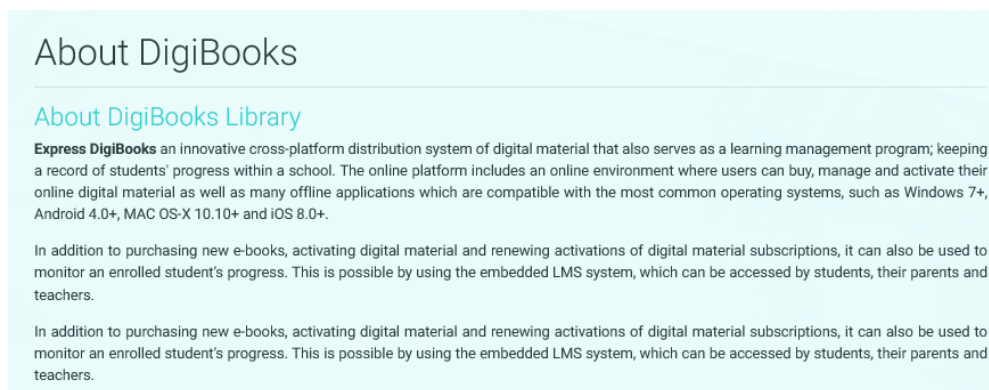 About DigiBooks
About DigiBooks Library
Express DigiBooks an innovative cross-platform distribution system of digital material that also serves as a learning management program; keeping
a record of students' progress within a school. The online platform includes an online environment where users can buy, manage and activate their
online digital material as well as many offline applications which are compatible with the most common operating systems, such as Windows 7+,
Android 4.0+, MAC OS-X 10.10+ and iOS 8.0+.
In addition to purchasing new e-books, activating digital material and renewing activations of digital material subscriptions, it can also be used to
monitor an enrolled student's progress. This is possible by using the embedded LMS system, which can be accessed by students, their parents and
teachers.
In addition to purchasing new e-books, activating digital material and renewing activations of digital material subscriptions, it can also be used to
monitor an enrolled student's progress. This is possible by using the embedded LMS system, which can be accessed by students, their parents and
teachers.